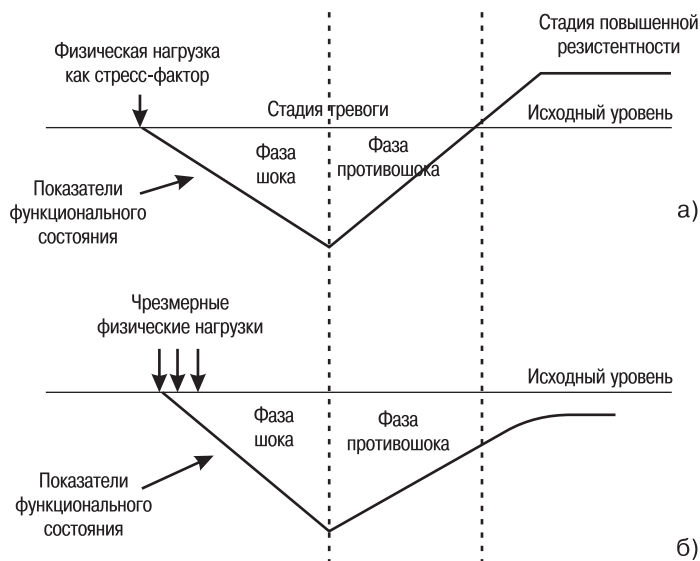 Физическая нагрузка
как стресс-фактор
Стадия повышенной
резистентности
Стадия тревоги
Исходный уровень
Фаза
шока
Фаза
противошока
Показатели
функционального
состояния
а)
Чрезмерные
физические нагрузки
Исходный уровень
Фаза
шока
Фаза
противошока
Показатели
функционального
состояния
б)